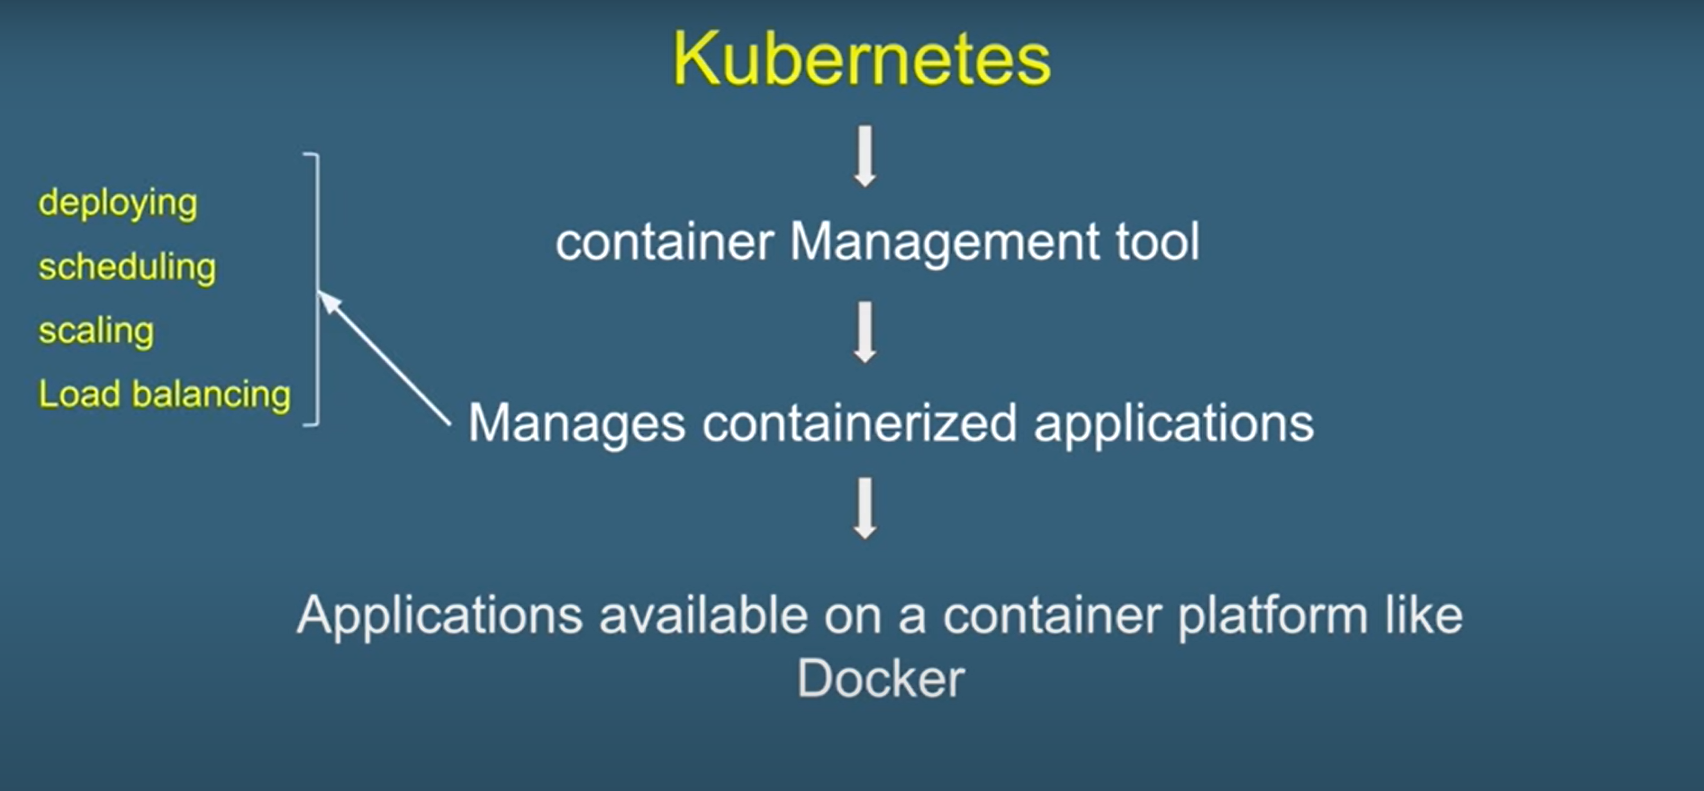 Kubernetes
container Management tool
deploying
scheduling
scaling
Load balancing
Manages containerized applications
Applications available on a container platform like
Docker